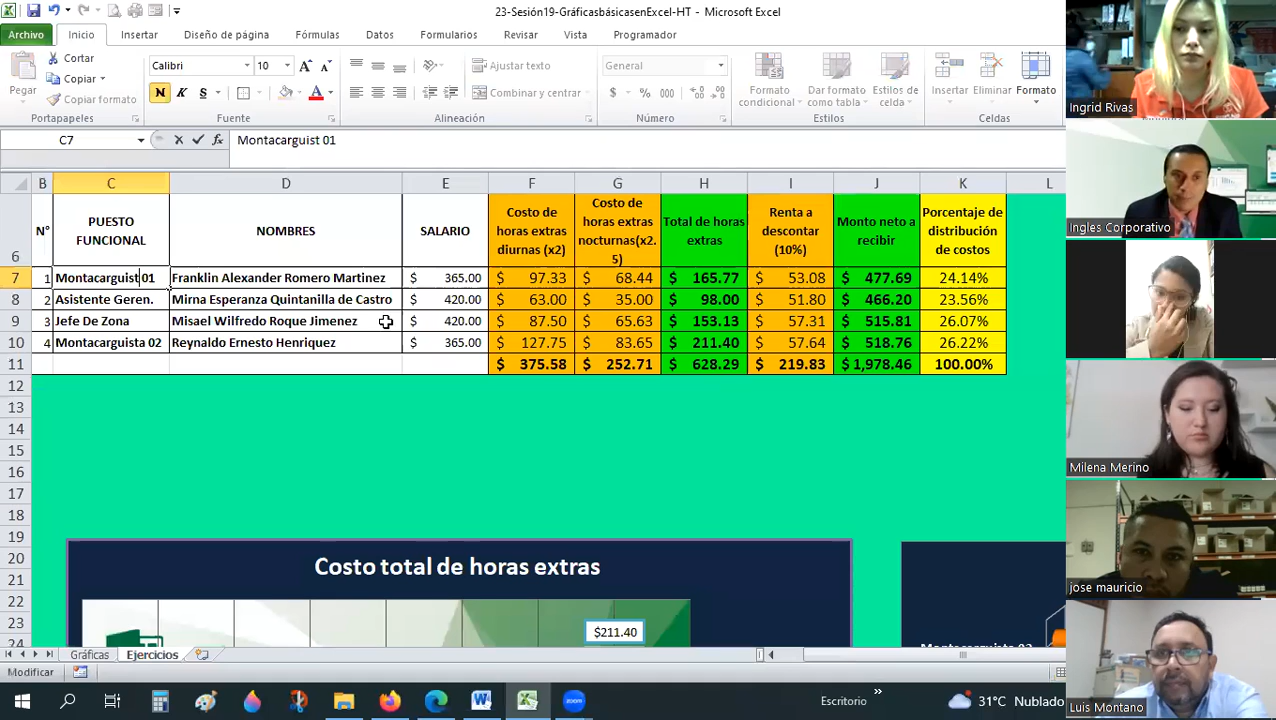 23-Sesión19-GráficasbásicasenExcel-HT - Microsoft Excel
Archivo Inicio Insertar Diseño de página Fórmulas Datos Formularios Revisar Vista Programador
Cortar
Copiar
Copiar formato
Pegar
Portapapeles
Calibri 10
N K S
Fuente
Ajustar texto
Combinar y centrar
Alineación
General
$ % 000
Número
Formato condicional
Dar formato como tabla
Estilos de celda
Estilos
Insertar Eliminar Formato
Celdas
C7
Montacarguist 01
B C D E F G H I J K L
6 N° PUESTO FUNCIONAL NOMBRES SALARIO Costo de horas extras diurnas (x2) Costo de horas extras nocturnas(x2.5) Total de horas extras Renta a descontar (10%) Monto neto a recibir Porcentaje de distribución de costos
7 1 Montacarguist 01 Franklin Alexander Romero Martinez $ 365.00 $ 97.33 $ 68.44 $ 165.77 $ 53.08 $ 477.69 24.14%
8 2 Asistente Geren. Mirna Esperanza Quintanilla de Castro $ 420.00 $ 63.00 $ 35.00 $ 98.00 $ 51.80 $ 466.20 23.56%
9 3 Jefe De Zona Misael Wilfredo Roque Jimenez $ 420.00 $ 87.50 $ 65.63 $ 153.13 $ 57.31 $ 515.81 26.07%
10 4 Montacarguista 02 Reynaldo Ernesto Henriquez $ 365.00 $ 127.75 $ 83.65 $ 211.40 $ 57.64 $ 518.76 26.22%
11 $ 375.58 $ 252.71 $ 628.29 $ 219.83 $ 1,978.46 100.00%
12
13
14
15
16
17
18
19
20
21
22
23
24
Costo total de horas extras
$211.40
Montacarguista 02
Gráficas Ejercicios
Modificar
Escritorio
31°C Nublado
Ingrid Rivas
Ingles Corporativo
Milena Merino
jose mauricio
Luis Montano